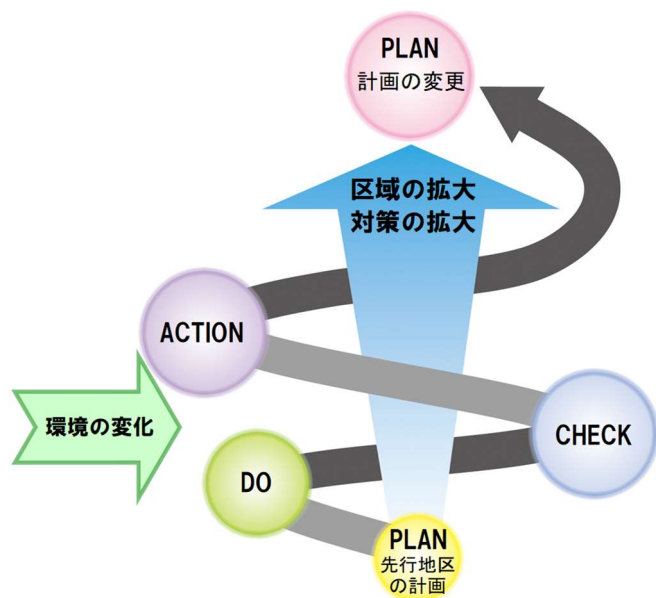 PLAN
計画の変更
区域の拡大
対策の拡大
ACTION
環境の変化
CHECK
DO
PLAN
先行地区
の計画